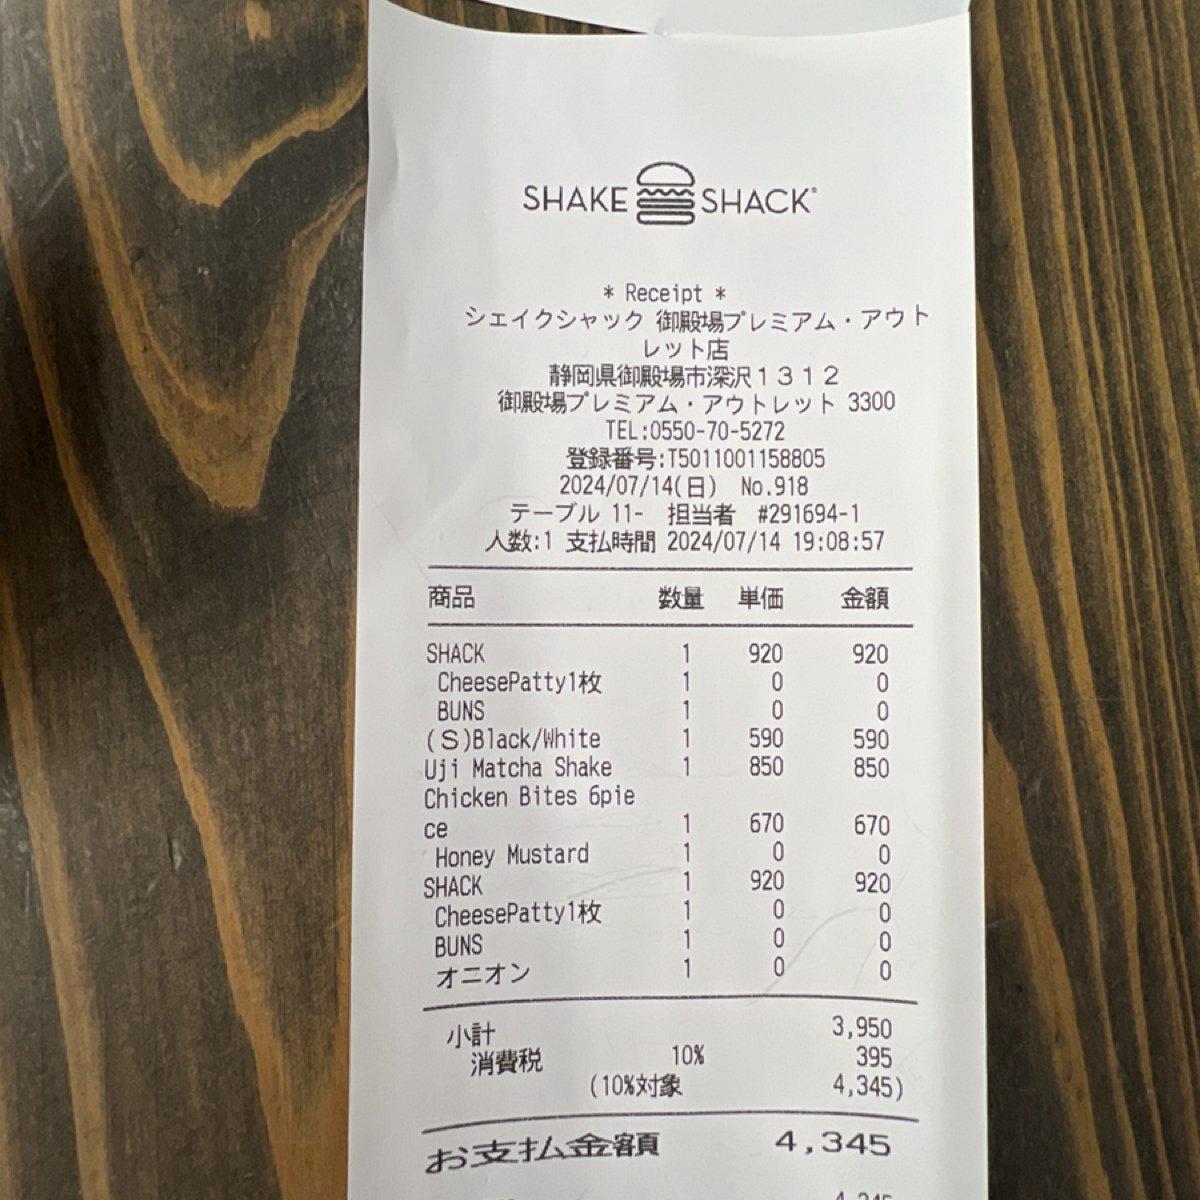 SHAKE SHACK®
* Receipt *
シェイクシャック 御殿場プレミアム・アウト
レット店
静岡県御殿場市深沢１３１２
御殿場プレミアム・アウトレット 3300
TEL:0550-70-5272
登録番号:T5011001158805
2024/07/14(日) No.918
テーブル 11- 担当者 #291694-1
人数:1 支払時間 2024/07/14 19:08:57
商品 数量 単価 金額
SHACK 1 920 920
CheesePatty1枚 1 0 0
BUNS 1 0 0
(Ｓ)Black/White 1 590 590
Uji Matcha Shake 1 850 850
Chicken Bites 6pie
ce 1 670 670
Honey Mustard 1 0 0
SHACK 1 920 920
CheesePatty1枚 1 0 0
BUNS 1 0 0
オニオン 1 0 0
小計 3,950
消費税 10% 395
(10%対象 4,345)
お支払金額 4,345